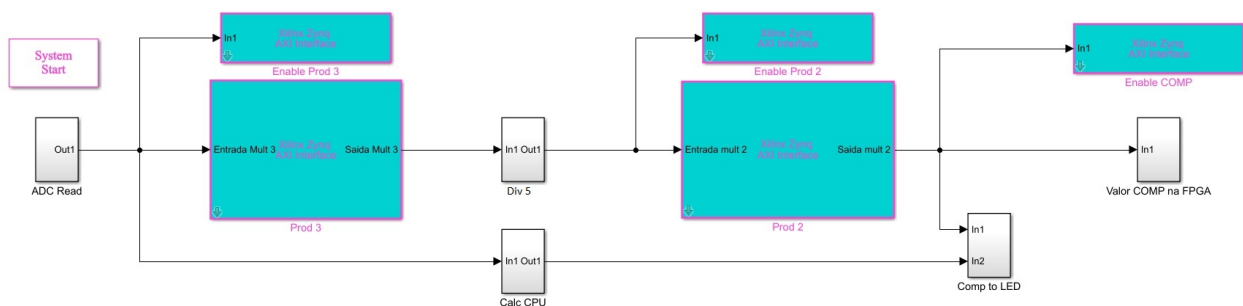 System
Start
In1
Xilinx Zynq
AXI Interface
Enable Prod 3
In1
Xilinx Zynq
AXI Interface
Enable Prod 2
In1
Xilinx Zynq
AXI Interface
Enable COMP
Out1
ADC Read
Entrada Mult 3
Xilinx Zynq
AXI Interface
Saida Mult 3
Prod 3
In1 Out1
Div 5
Entrada mult 2
Xilinx Zynq
AXI Interface
Saida mult 2
Prod 2
In1
Valor COMP na FPGA
In1 Out1
Calc CPU
In1
In2
Comp to LED